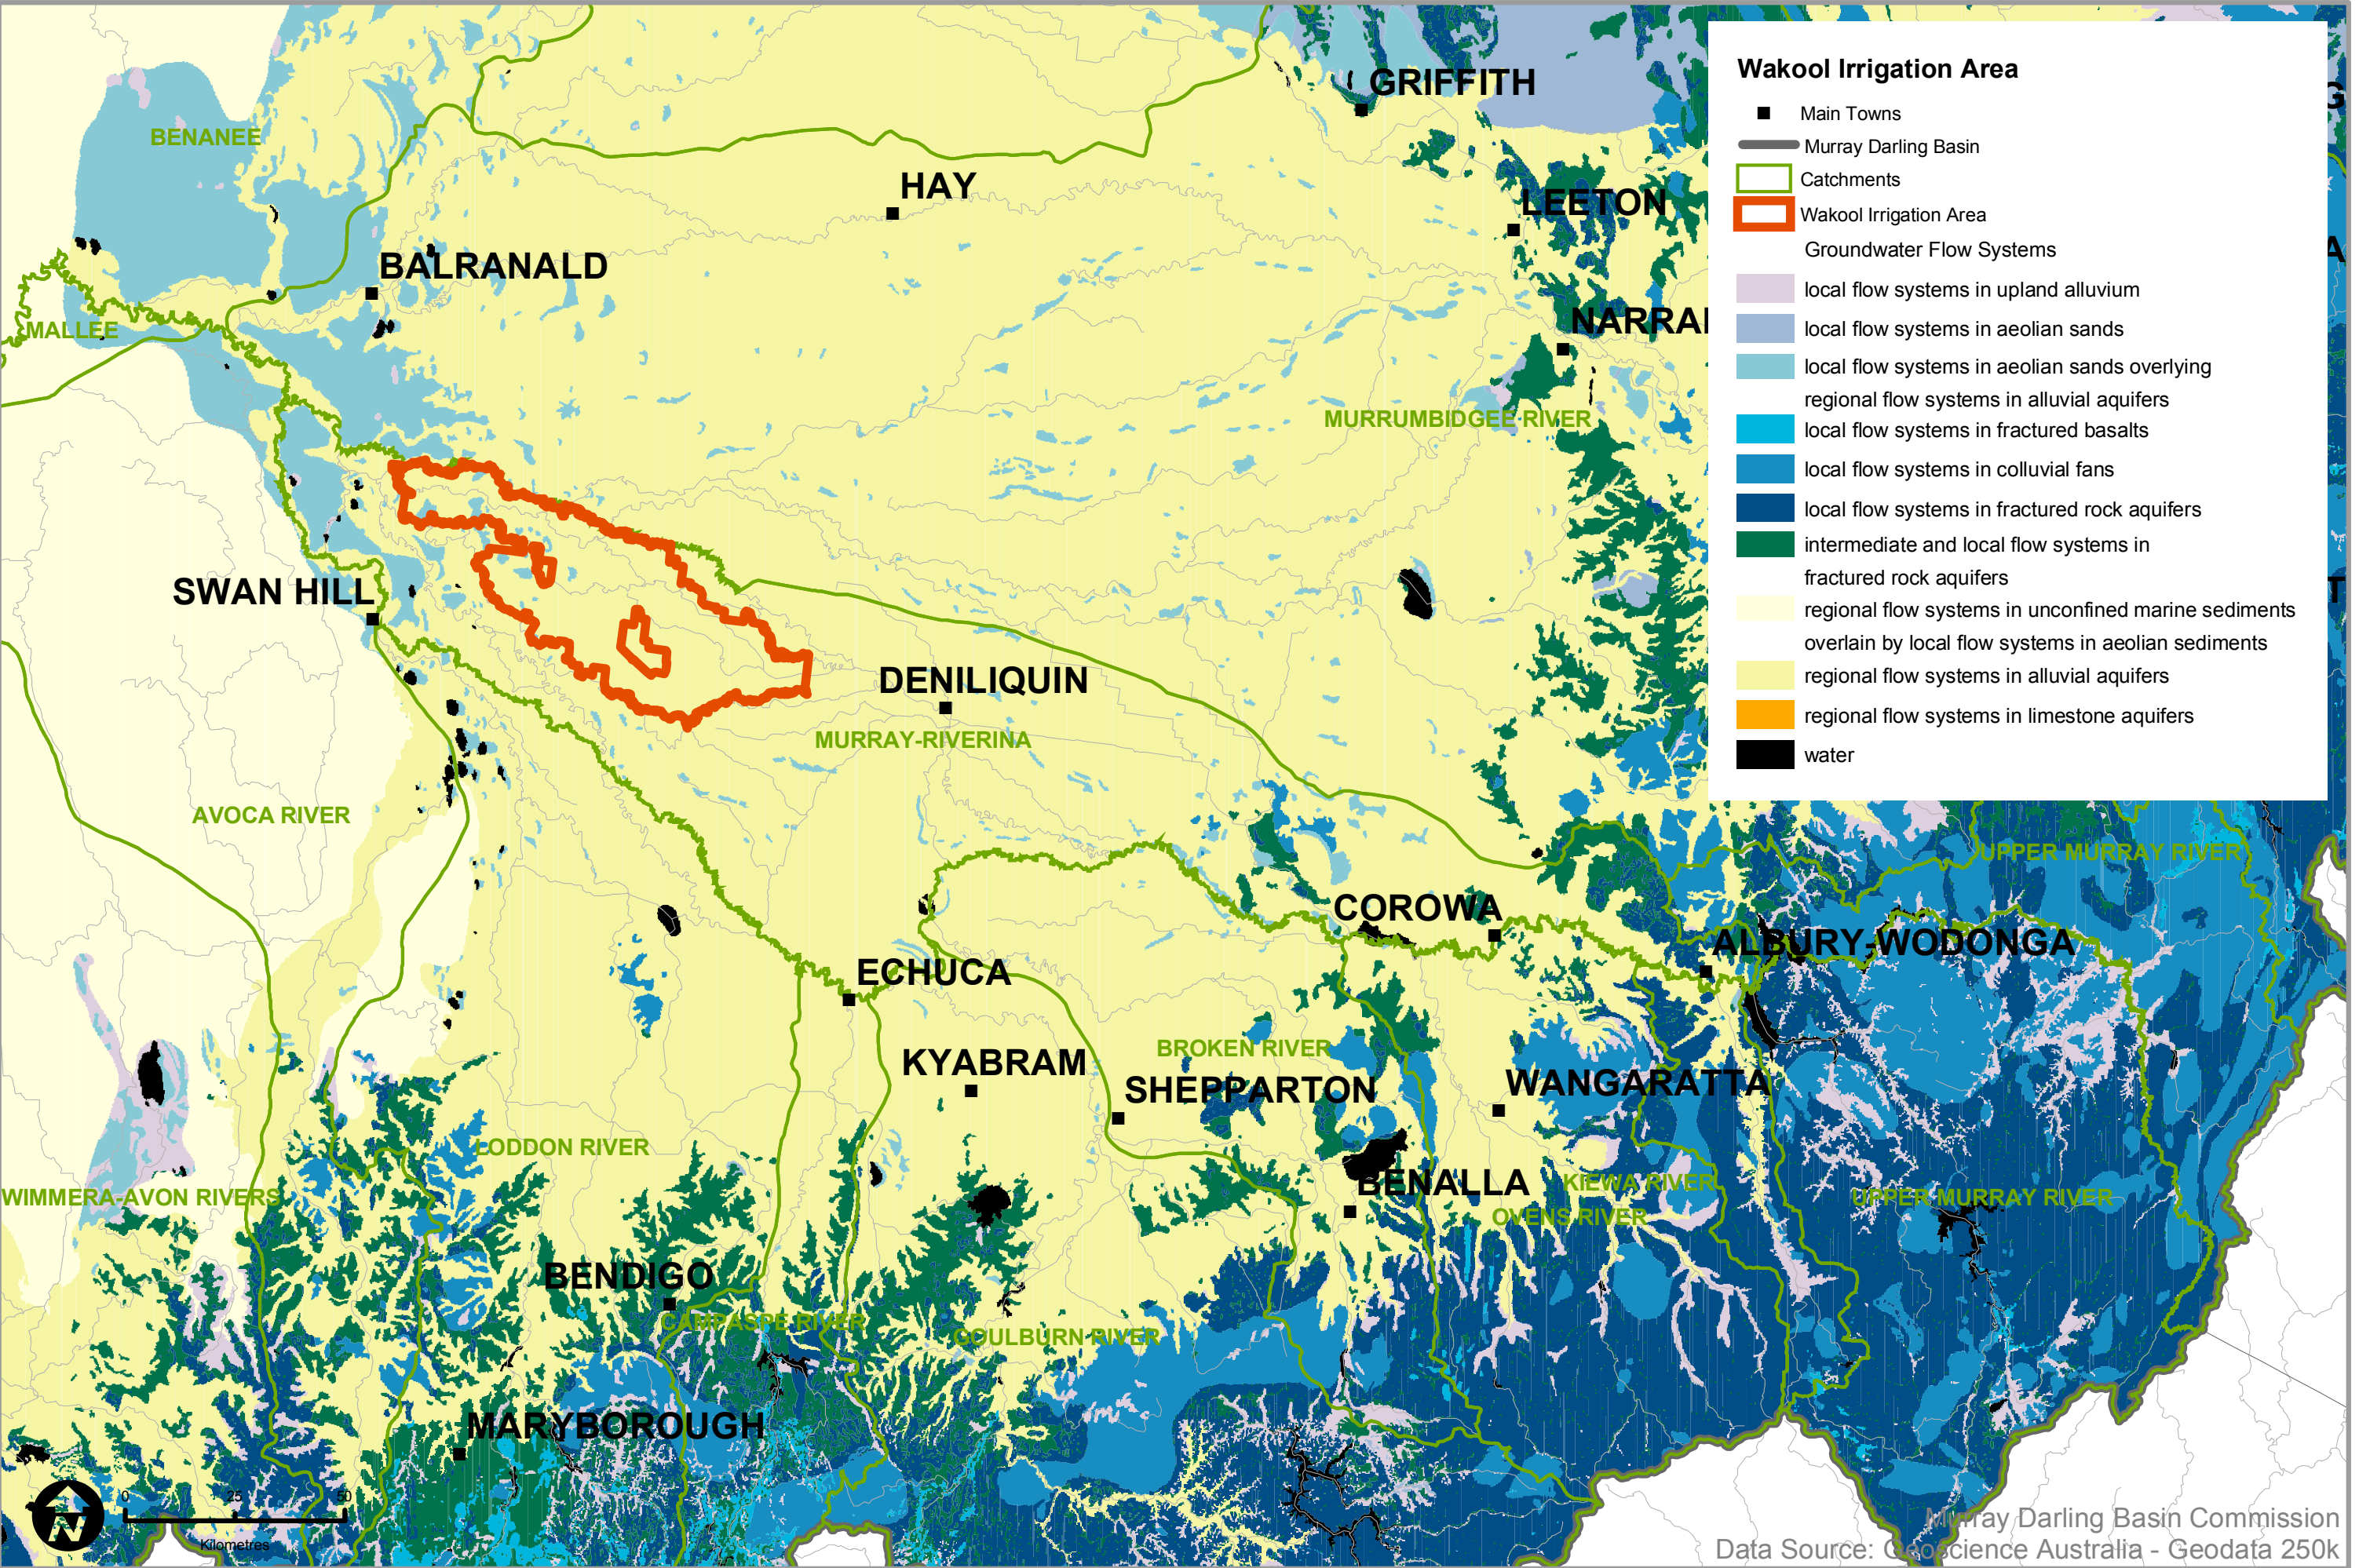 Wakool Irrigation Area
Main Towns
Murray Darling Basin
Catchments
Wakool Irrigation Area
Groundwater Flow Systems
local flow systems in upland alluvium
local flow systems in aeolian sands
local flow systems in aeolian sands overlying
regional flow systems in alluvial aquifers
local flow systems in fractured basalts
local flow systems in colluvial fans
local flow systems in fractured rock aquifers
intermediate and local flow systems in
fractured rock aquifers
regional flow systems in unconfined marine sediments
overlain by local flow systems in aeolian sediments
regional flow systems in alluvial aquifers
regional flow systems in limestone aquifers
water
GRIFFITH
BENANEE
HAY
LEETON
BALRANALD
NARRA
MALLEE
MURRUMBIDGEE RIVER
SWAN HILL
DENILIQUIN
MURRAY-RIVERINA
AVOCA RIVER
UPPER MURRAY RIVER
COROWA
ALBURY-WODONGA
ECHUCA
BROKEN RIVER
KYABRAM
SHEPPARTON
WANGARATTA
LODDON RIVER
BENALLA
KIEWA RIVER
WIMMERA-AVON RIVERS
UPPER MURRAY RIVER
OVENS RIVER
BENDIGO
CAMPASPE RIVER
GOULBURN RIVER
MARYBOROUGH
N
0 25 50
Kilometres
Murray Darling Basin Commission
Data Source: Geoscience Australia - Geodata 250k